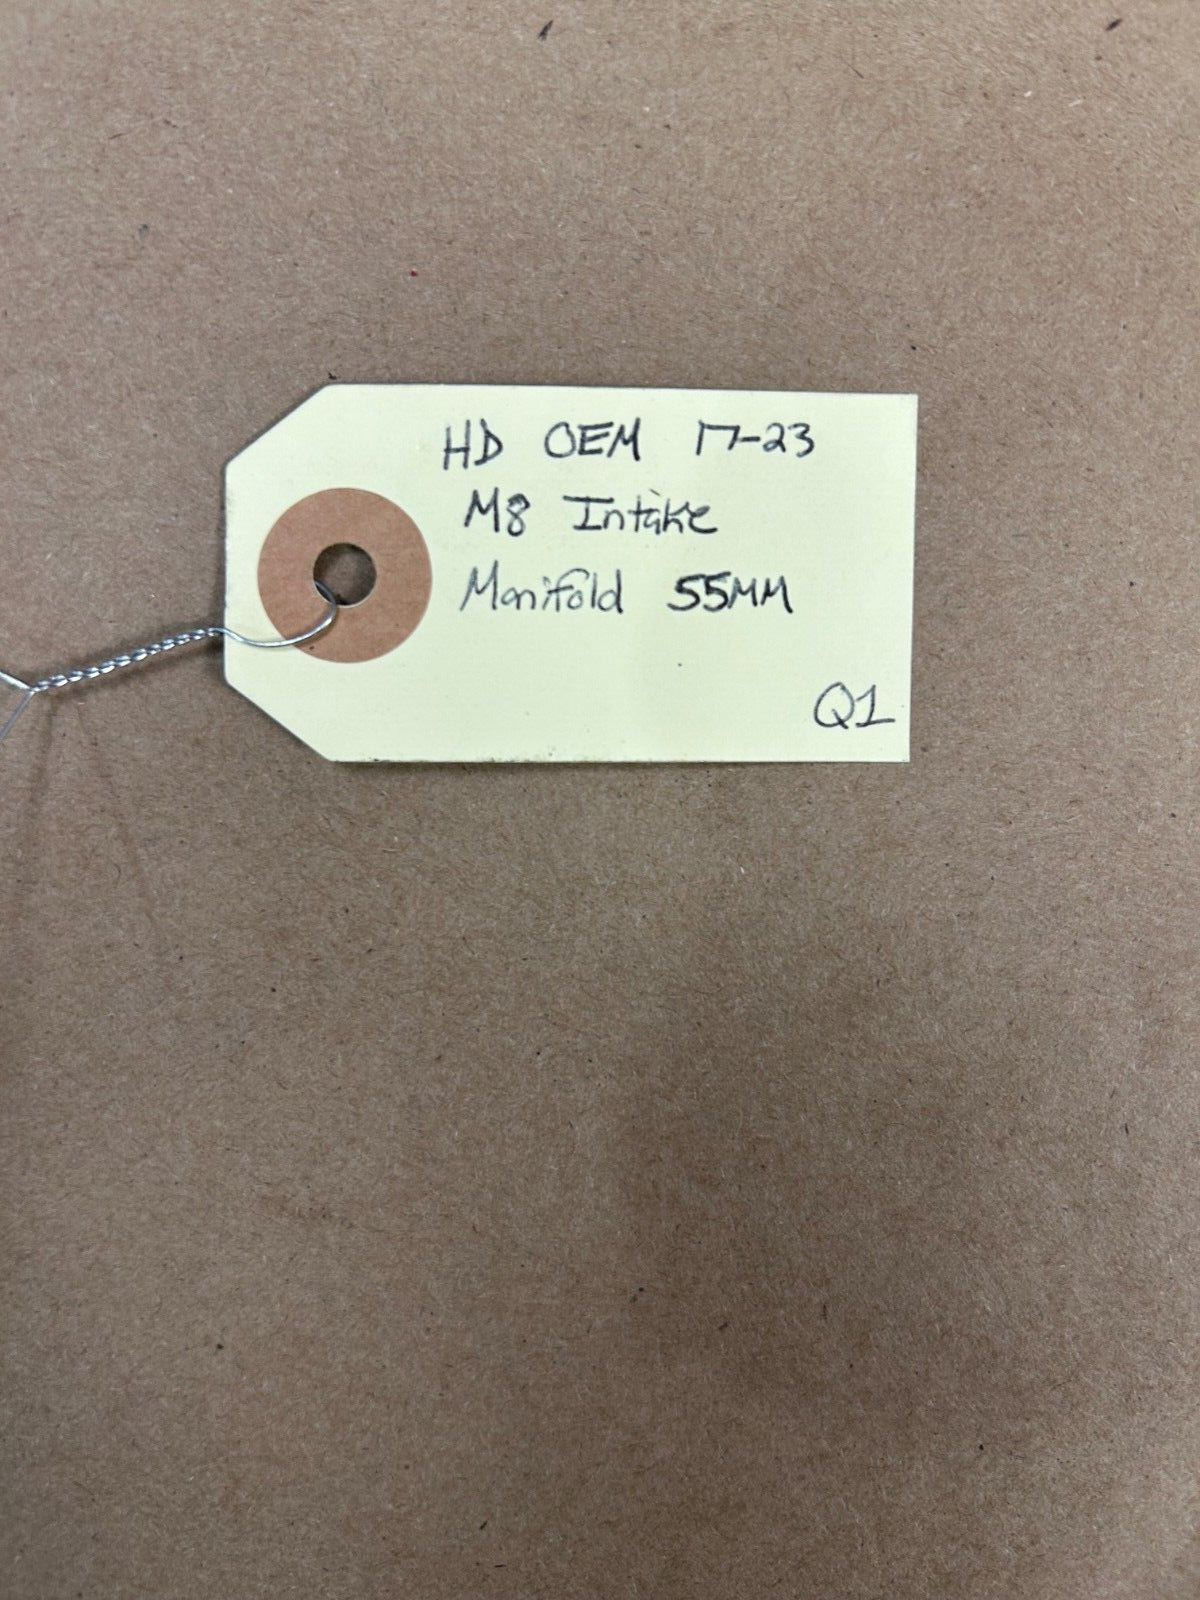 HD OEM 17-23
M8 Intake
Manifold 55MM
Q1